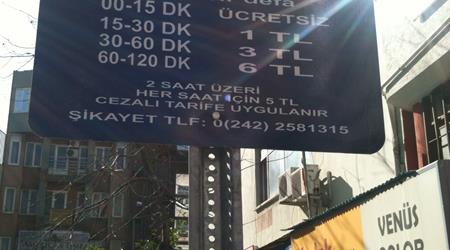 defa
00-15 DK ÜCRETSİZ
15-30 DK 1 TL
30-60 DK 3 TL
60-120 DK 6 TL
2 SAAT ÜZERİ
HER SAAT İÇİN 5 TL
CEZALI TARİFE UYGULANIR
ŞİKAYET TLF: 0(242) 2581315
VENÜS
COLOR